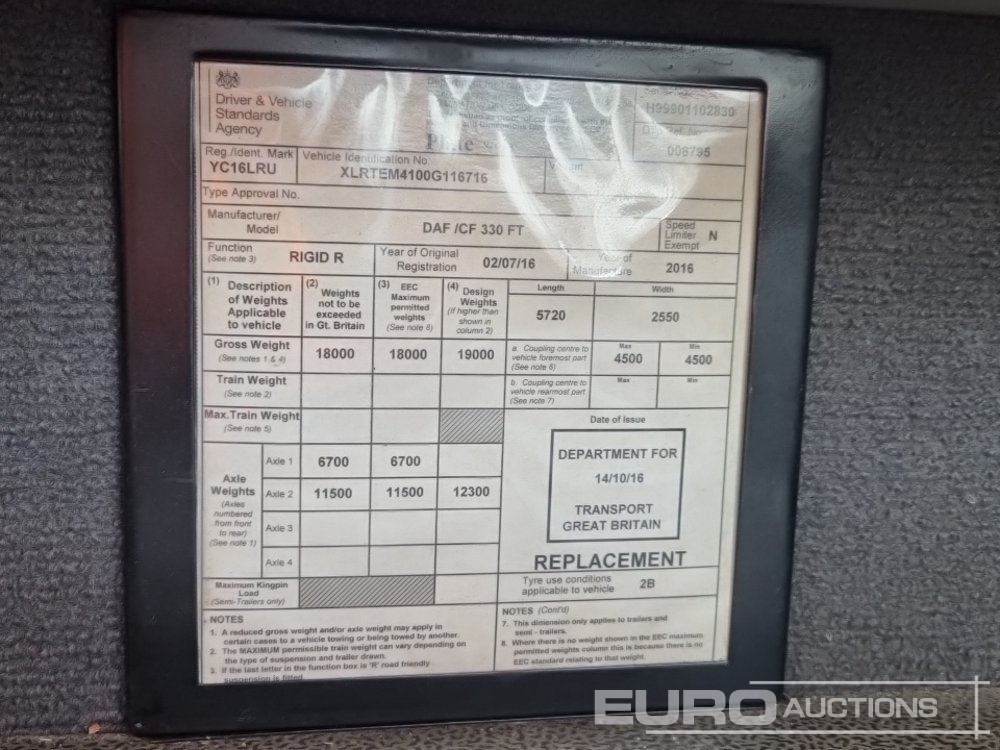 Driver & Vehicle
Standards
Agency
H99901102830
008795
Plate
Reg./Ident. Mark
YC16LRU
Vehicle Identification No.
XLRTEM4100G116716
Type Approval No.
Manufacturer/
Model
DAF /CF 330 FT
Speed
Limiter
Exempt
N
Function
(See note 3)
RIGID R
Year of Original
Registration
02/07/16
Year of
Manufacture
2016
(1) Description
of Weights
Applicable
to vehicle
(2) Weights
not to be
exceeded
in Gt. Britain
(3) EEC
Maximum
permitted
weights
(See note 8)
(4) Design
Weights
(if higher than
shown in
column 2)
Length
5720
Width
2550
Gross Weight
(See notes 1 & 4)
18000
18000
19000
a. Coupling centre to
vehicle foremost part
(See note 6)
Max
4500
Min
4500
Train Weight
(See note 2)
b. Coupling centre to
vehicle rearmost part
(See note 7)
Max
Min
Max.Train Weight
(See note 5)
Date of Issue
Axle
Weights
(Axles
numbered
from front
to rear)
(See note 1)
Axle 1
6700
6700
Axle 2
11500
11500
12300
Axle 3
Axle 4
DEPARTMENT FOR
14/10/16
TRANSPORT
GREAT BRITAIN
REPLACEMENT
Maximum Kingpin
Load
(Semi-Trailers only)
Tyre use conditions
applicable to vehicle
2B
NOTES
1. A reduced gross weight and/or axle weight may apply in
certain cases to a vehicle towing or being towed by another.
2. The MAXIMUM permissible train weight can vary depending on
the type of suspension and trailer drawn.
3. If the last letter in the function box is 'R' road friendly
suspension is fitted.
NOTES (Cont'd)
7. This dimension only applies to trailers and
semi - trailers.
8. Where there is no weight shown in the EEC maximum
permitted weights column this is because there is no
EEC standard relating to that weight.
EURO AUCTIONS